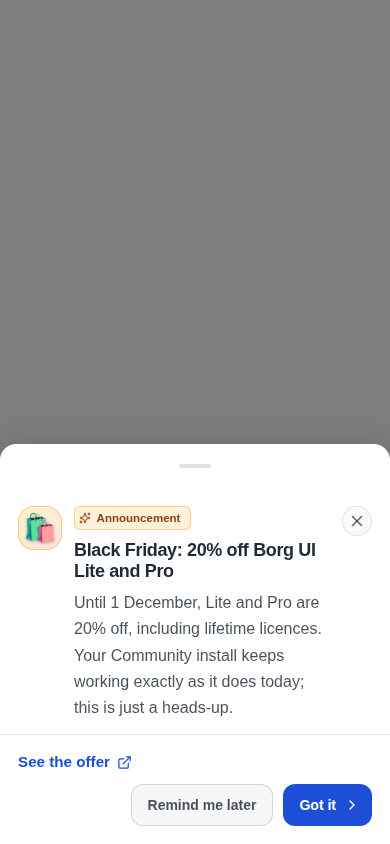 Announcement
Black Friday: 20% off Borg UI
Lite and Pro
Until 1 December, Lite and Pro are
20% off, including lifetime licences.
Your Community install keeps
working exactly as it does today;
this is just a heads-up.
See the offer
Remind me later
Got it